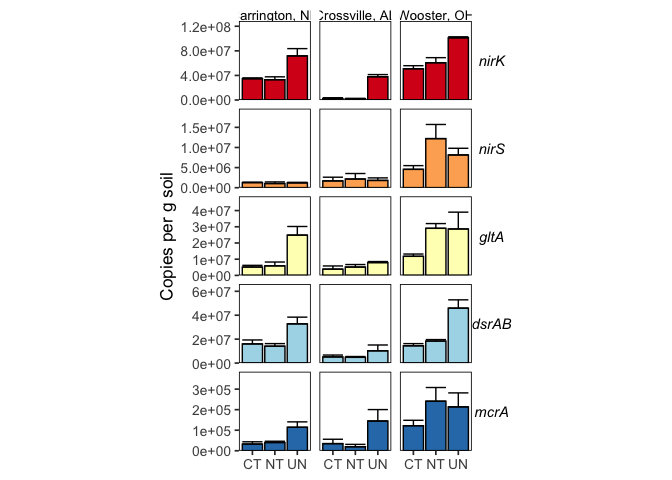 arrington, N
Crossville, AL
Wooster, OH
1.2e+08
8.0e+07
4.0e+07
0.0e+00
nirK
1.5e+07
1.0e+07
5.0e+06
0.0e+00
nirS
4e+07
3e+07
2e+07
1e+07
0e+00
gltA
6e+07
4e+07
2e+07
0e+00
dsrAB
3e+05
2e+05
1e+05
0e+00
mcrA
Copies per g soil
CT NT UN
CT NT UN
CT NT UN